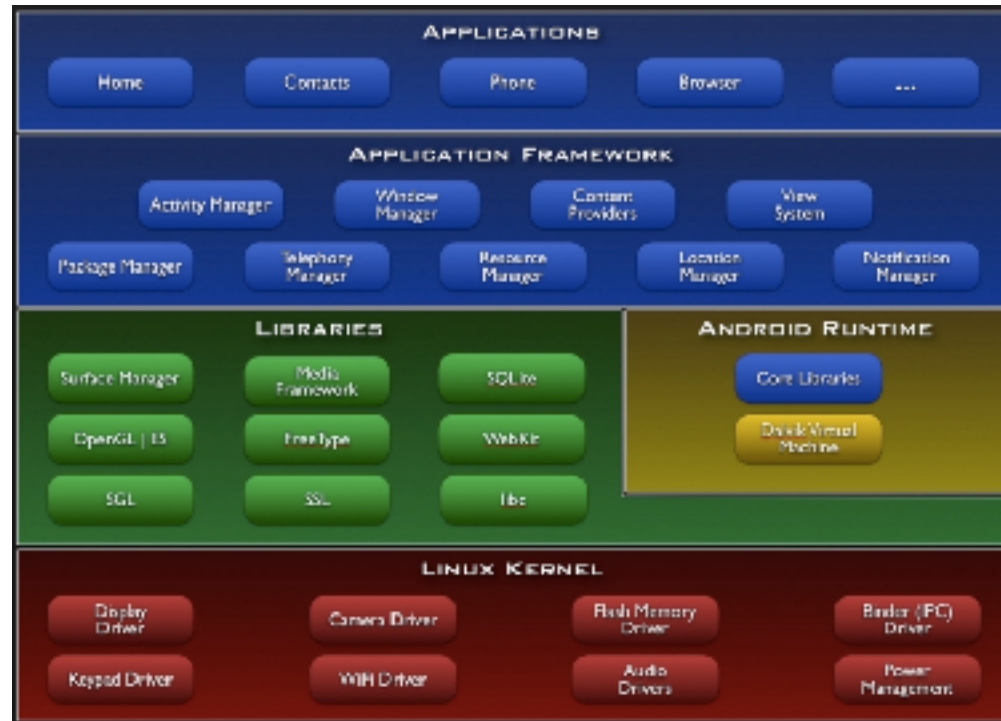 APPLICATIONS
Home
Contacts
Phone
Browser
...
APPLICATION FRAMEWORK
Activity Manager
Window
Manager
Content
Providers
View
System
Package Manager
Telephony
Manager
Resource
Manager
Location
Manager
Notification
Manager
LIBRARIES
Surface Manager
Media
Framework
SQLite
OpenGL | ES
FreeType
WebKit
SGL
SSL
libc
ANDROID RUNTIME
Core Libraries
Dalvik Virtual
Machine
LINUX KERNEL
Display
Driver
Camera Driver
Flash Memory
Driver
Binder (IPC)
Driver
Keypad Driver
WiFi Driver
Audio
Drivers
Power
Management